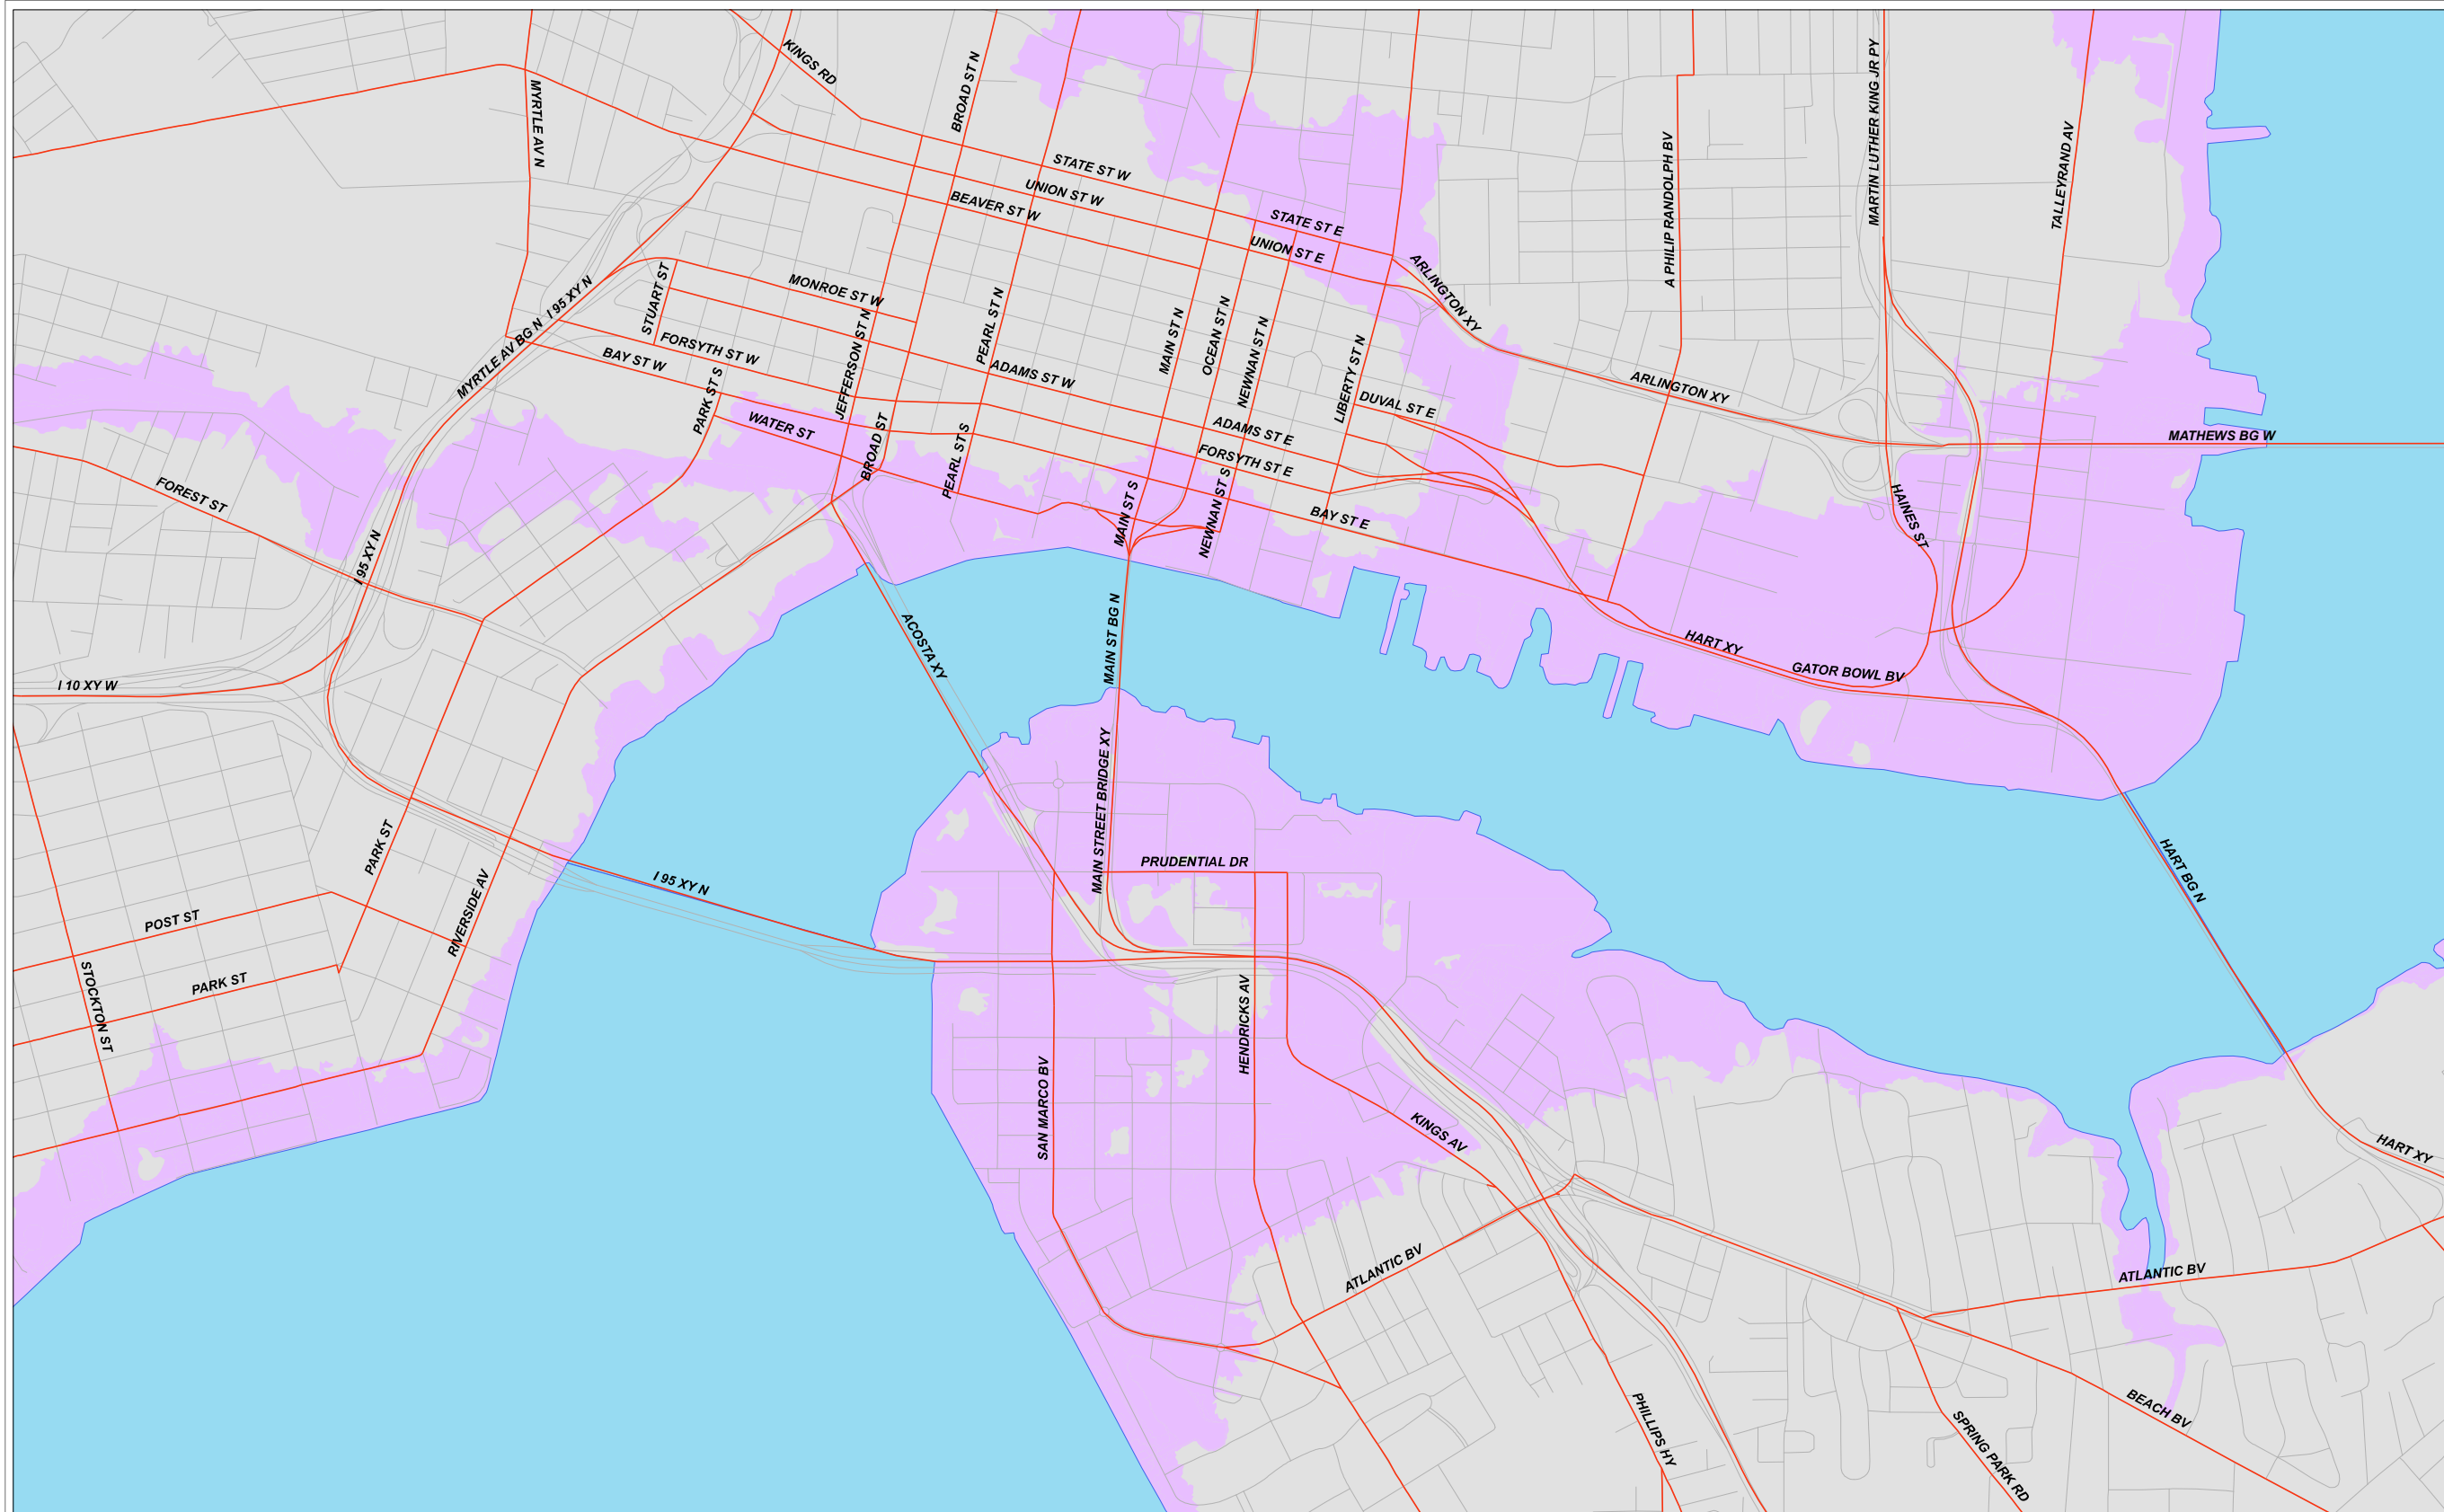 KINGS RD
BROAD ST N
MARTIN LUTHER KING JR PY
MYRTLE AV N
STATE ST W
UNION ST W
BEAVER ST W
A PHILIP RANDOLPH BV
TALLEYRAND AV
STATE ST E
UNION ST E
ARLINGTON XY
STUART ST
MONROE ST W
I 95 XY N
MYRTLE AV BG N
FORSYTH ST W
BAY ST W
JEFFERSON ST N
PEARL ST N
MAIN ST N
OCEAN ST N
NEWNAN ST N
LIBERTY ST N
ADAMS ST W
ARLINGTON XY
DUVAL ST E
PARK ST S
WATER ST
BROAD ST
PEARL ST S
ADAMS ST E
FORSYTH ST E
MATHEWS BG W
FOREST ST
MAIN ST S
NEWNAN ST S
BAY ST E
HAINES ST
I 95 XY N
ACOSTA XY
MAIN ST BG N
HART XY
GATOR BOWL BV
I 10 XY W
MAIN STREET BRIDGE XY
PARK ST
PRUDENTIAL DR
I 95 XY N
HART BG N
POST ST
RIVERSIDE AV
STOCKTON ST
PARK ST
HENDRICKS AV
SAN MARCO BV
KINGS AV
HART XY
ATLANTIC BV
ATLANTIC BV
PHILLIPS HY
BEACH BV
SPRING PARK RD